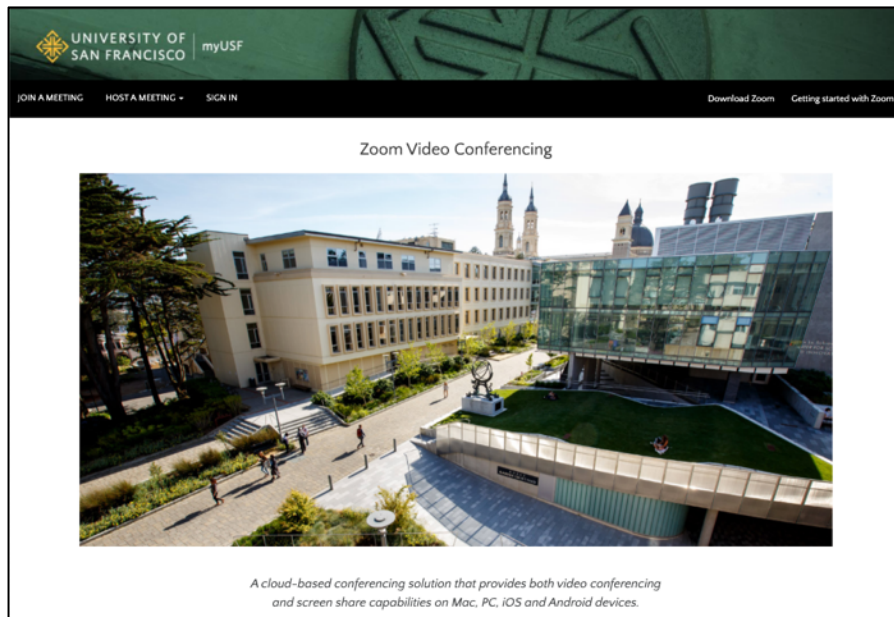 UNIVERSITY OF
SAN FRANCISCO
myUSF
JOIN A MEETING
HOST A MEETING
SIGN IN
Download Zoom
Getting started with Zoom
Zoom Video Conferencing
A cloud-based conferencing solution that provides both video conferencing
and screen share capabilities on Mac, PC, iOS and Android devices.